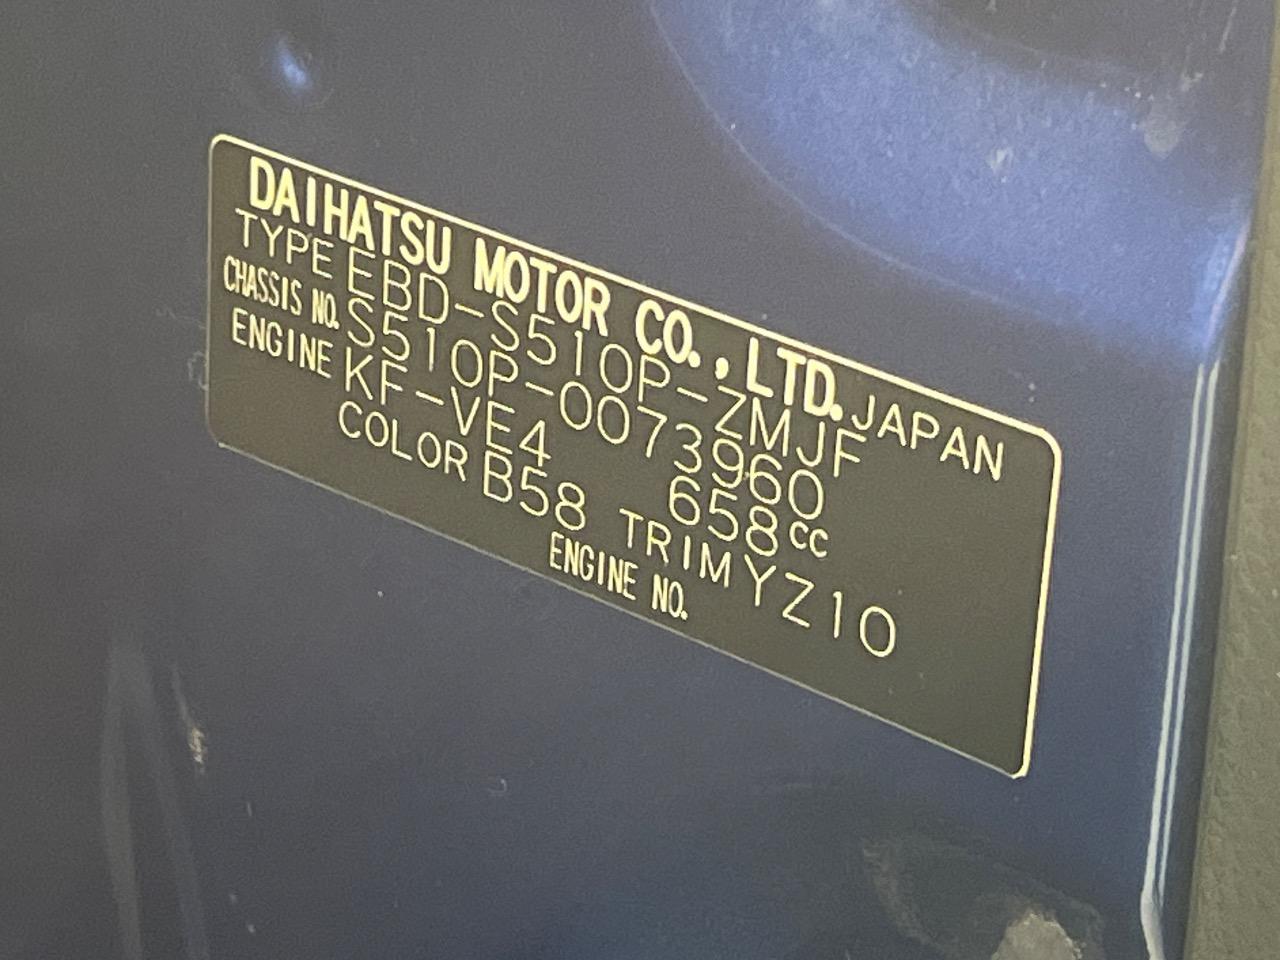 DAIHATSU MOTOR CO., LTD. JAPAN
TYPE EBD-S510P-ZMJF
CHASSIS NO. S510P-0073960
ENGINE KF-VE4 658cc
COLOR B58 TRIM YZ10
ENGINE NO.